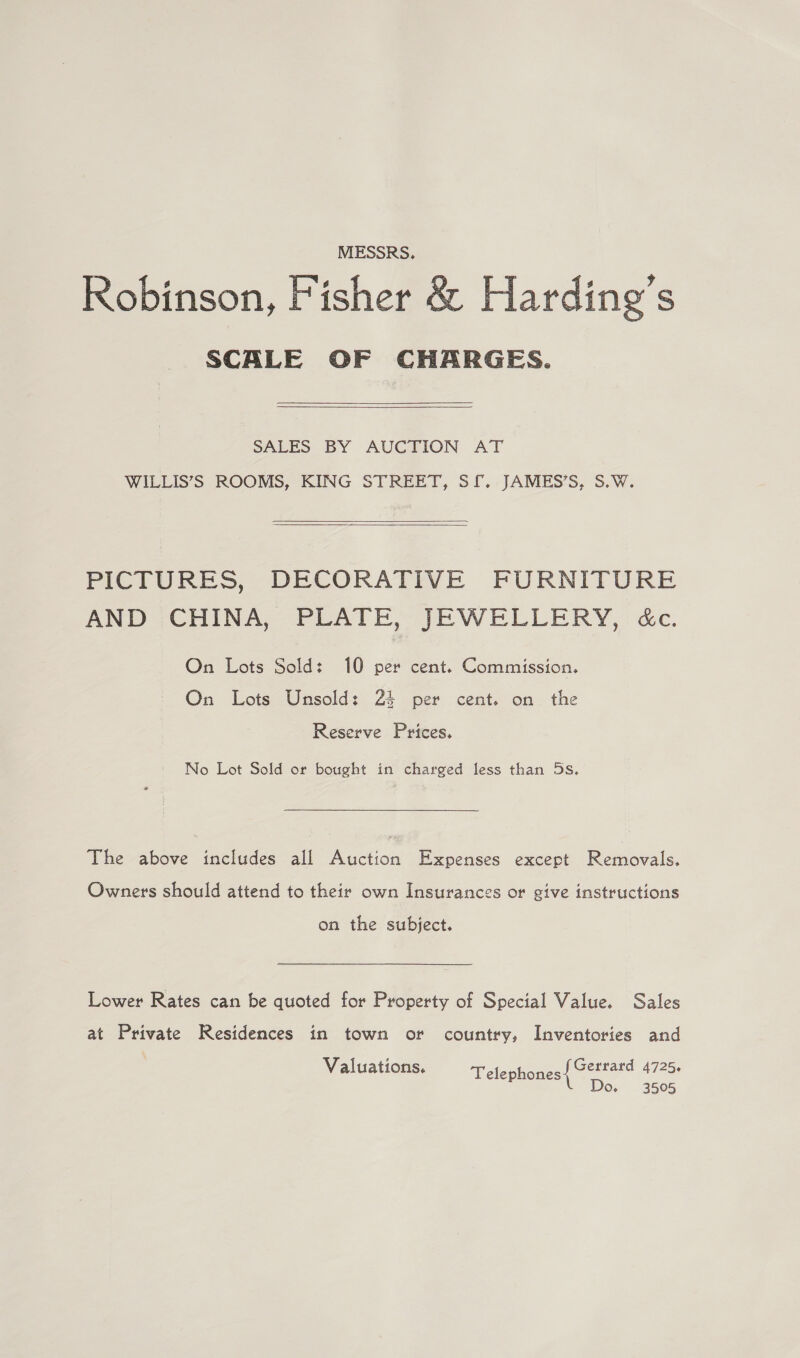 MESSRS.
Robinson, Fisher & Harding's
SCALE OF CHARGES.
SALES BY AUCTION AT
WILLIS'S ROOMS, KING STREET, ST. JAMES'S, S.W.
PICTURES, DECORATIVE FURNITURE
AND CHINA, PLATE, JEWELLERY, &c.
On Lots Sold: 10 per cent. Commission.
On Lots Unsold: 2½ per cent. on the
Reserve Prices.
No Lot Sold or bought in charged less than 5s.
The above includes all Auction Expenses except Removals.
Owners should attend to their own Insurances or give instructions
on the subject.
Lower Rates can be quoted for Property of Special Value. Sales
at Private Residences in town or country, Inventories and
Valuations. Telephones { Gerrard 4725.
Do. 3505